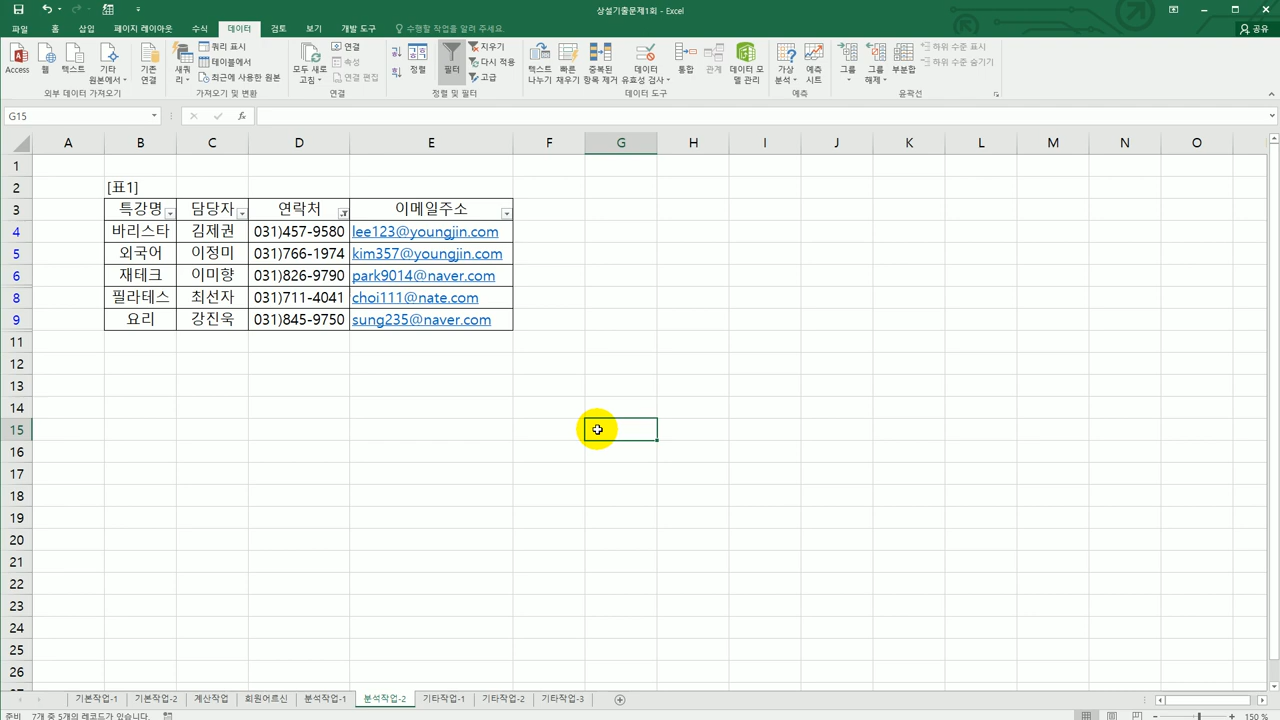 상설기출문제1회 - Excel
파일 홈 삽입 페이지 레이아웃 수식 데이터 검토 보기 개발 도구 수행할 작업을 알려 주세요. 공유
Access 웹 텍스트 기타 원본에서 기존 연결 새 쿼리 쿼리 표시 테이블에서 최근에 사용한 원본 모두 새로 고침 연결 속성 연결 편집 정렬 필터 지우기 다시 적용 고급 텍스트 나누기 빠른 채우기 중복된 항목 제거 데이터 유효성 검사 통합 관계 데이터 모델 관리 가상 분석 예측 시트 그룹 그룹 해제 부분합 하위 수준 표시 하위 수준 숨기기
외부 데이터 가져오기 가져오기 및 변환 연결 정렬 및 필터 데이터 도구 예측 윤곽선
G15 fx
A B C D E F G H I J K L M N O
1
2 [표1]
3 특강명 담당자 연락처 이메일주소
4 바리스타 김제권 031)457-9580 lee123@youngjin.com
5 외국어 이정미 031)766-1974 kim357@youngjin.com
6 재테크 이미향 031)826-9790 park9014@naver.com
8 필라테스 최선자 031)711-4041 choi111@nate.com
9 요리 강진욱 031)845-9750 sung235@naver.com
11
12
13
14
15
16
17
18
19
20
21
22
23
24
25
26
기본작업-1 기본작업-2 계산작업 회원어르신 분석작업-1 분석작업-2 기타작업-1 기타작업-2 기타작업-3
준비 7개 중 5개의 레코드가 있습니다. 150 %